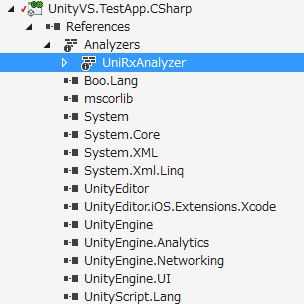 UnityVS.TestApp.CSharp
References
Analyzers
UniRxAnalyzer
Boo.Lang
mscorlib
System
System.Core
System.XML
System.Xml.Linq
UnityEditor
UnityEditor.iOS.Extensions.Xcode
UnityEngine
UnityEngine.Analytics
UnityEngine.Networking
UnityEngine.UI
UnityScript.Lang